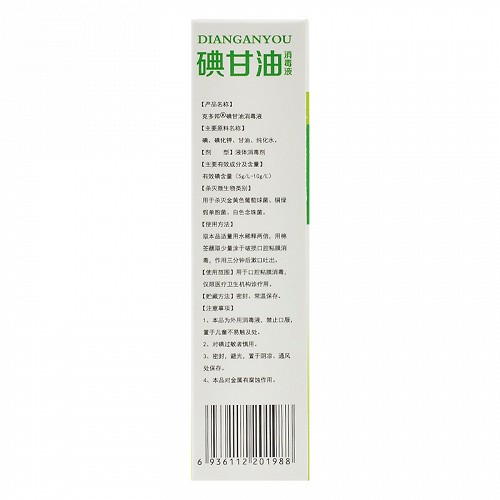 DIANGANYOU
碘甘油消毒液
【产品名称】
克多邦®碘甘油消毒液
【主要原料名称】
碘、碘化钾、甘油、纯化水。
【剂 型】液体消毒剂
【主要有效成分及含量】
有效碘含量（5g/L-10g/L）
【杀灭微生物类别】
用于杀灭金黄色葡萄球菌、铜绿
假单胞菌、白色念珠菌。
【使用方法】
取本品适量用水稀释两倍，用棉
签蘸取少量涂于破损口腔粘膜消
毒，作用三分钟后漱口吐出。
【使用范围】用于口腔粘膜消毒，
仅限医疗卫生机构诊疗用。
【贮藏方法】密封、常温保存。
【注意事项】
1、本品为外用消毒液，禁止口服，
置于儿童不易触及处。
2、对碘过敏者慎用。
3、密封，避光，置于阴凉、通风
处保存。
4、本品对金属有腐蚀作用。
6 936112 201988